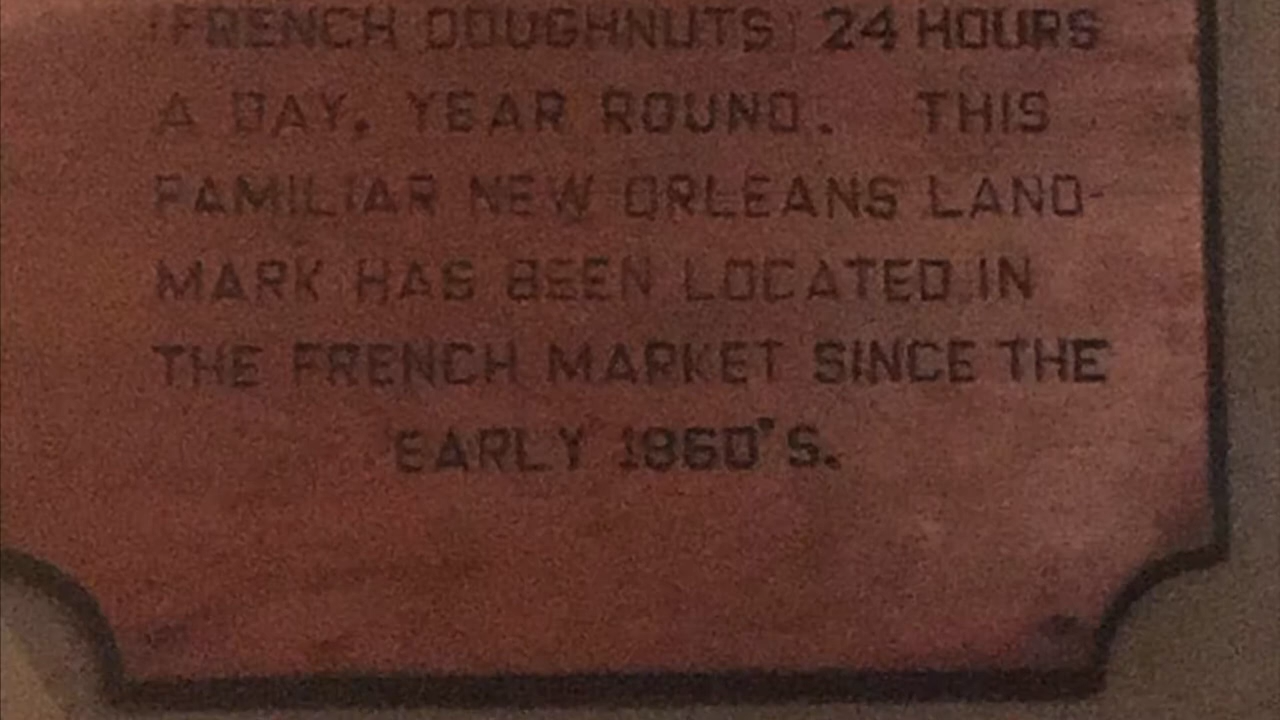 (FRENCH DOUGHNUTS) 24 HOURS
A DAY, YEAR ROUND. THIS
FAMILIAR NEW ORLEANS LAND-
MARK HAS BEEN LOCATED IN
THE FRENCH MARKET SINCE THE
EARLY 1860'S.